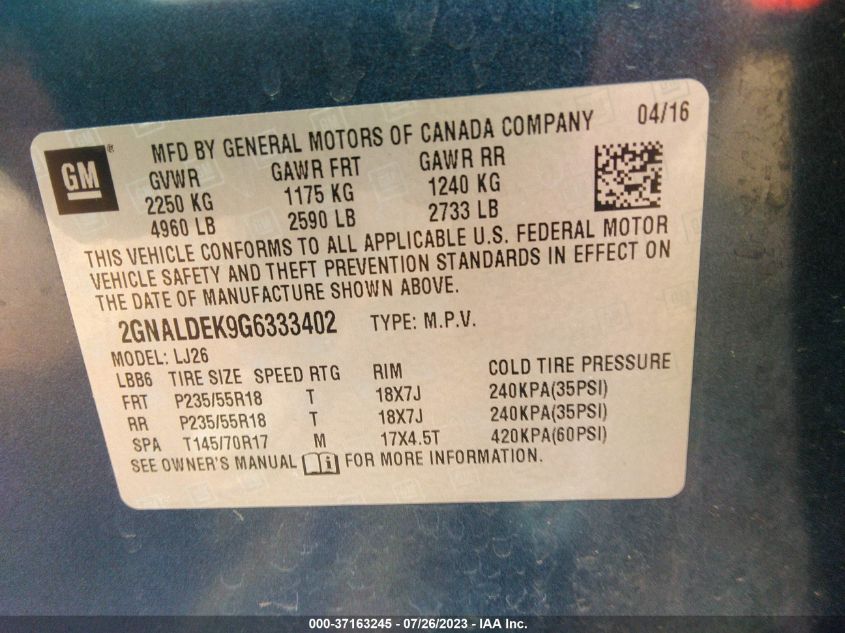 MFD BY GENERAL MOTORS OF CANADA COMPANY 04/16
GM®
GVWR GAWR FRT GAWR RR
2250 KG 1175 KG 1240 KG
4960 LB 2590 LB 2733 LB
THIS VEHICLE CONFORMS TO ALL APPLICABLE U.S. FEDERAL MOTOR
VEHICLE SAFETY AND THEFT PREVENTION STANDARDS IN EFFECT ON
THE DATE OF MANUFACTURE SHOWN ABOVE.
2GNALDEK9G6333402 TYPE: M.P.V.
MODEL: LJ26
LBB6 TIRE SIZE SPEED RTG RIM COLD TIRE PRESSURE
FRT P235/55R18 T 18X7J 240KPA(35PSI)
RR P235/55R18 T 18X7J 240KPA(35PSI)
SPA T145/70R17 M 17X4.5T 420KPA(60PSI)
SEE OWNER'S MANUAL i FOR MORE INFORMATION.
000-37163245 - 07/26/2023 - IAA Inc.